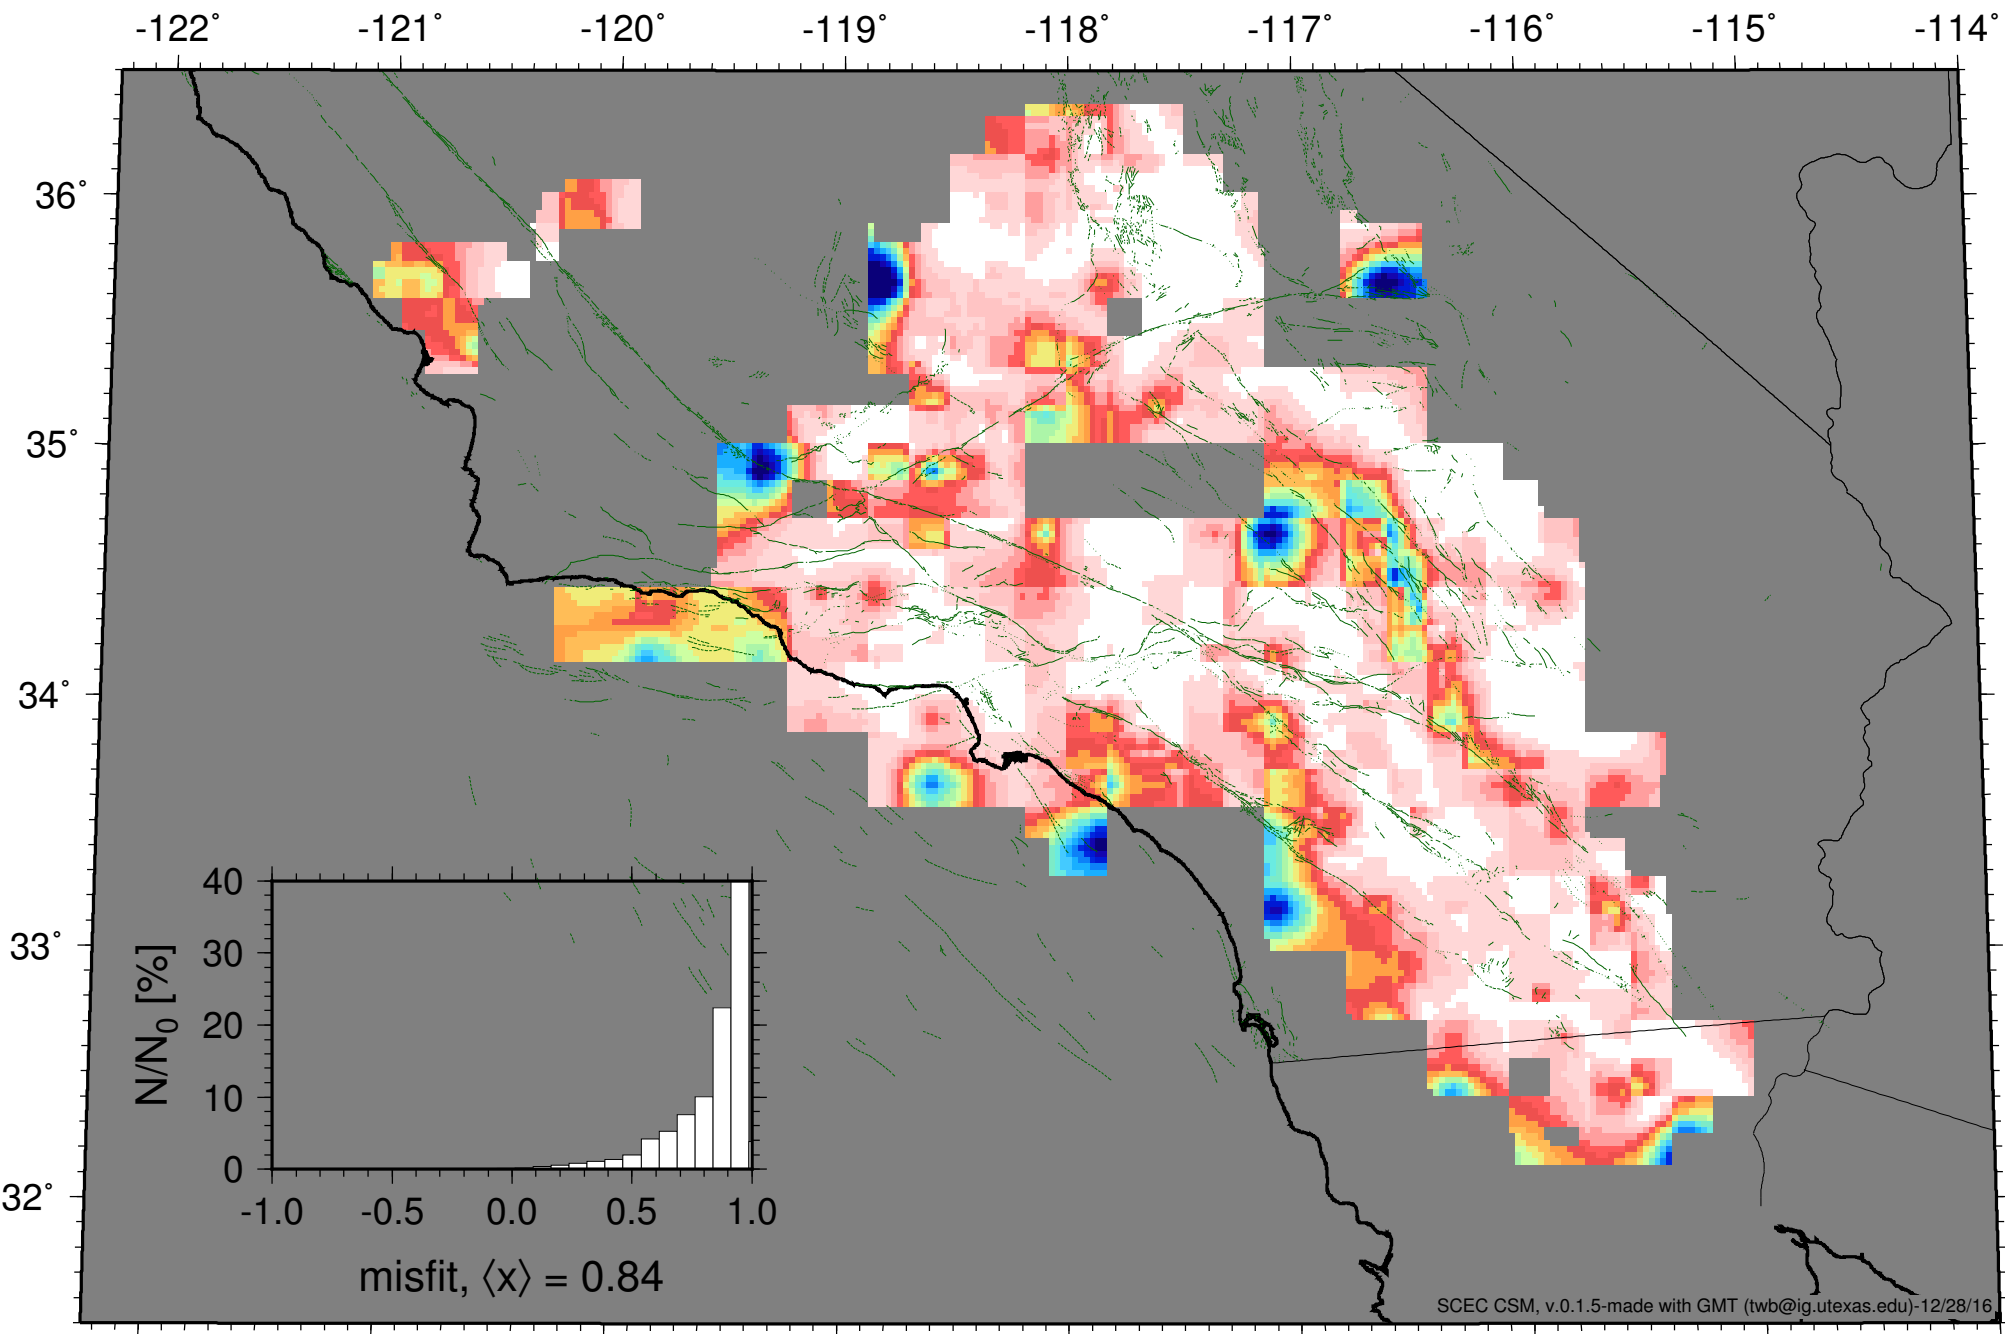 -122° -121° -120° -119° -118° -117° -116° -115° -114°
36°
35°
34°
33°
32°
40
30
20
10
0
N/N0 [%]
-1.0 -0.5 0.0 0.5 1.0
misfit, ⟨x⟩ = 0.84
SCEC CSM, v.0.1.5-made with GMT (twb@ig.utexas.edu)-12/28/16